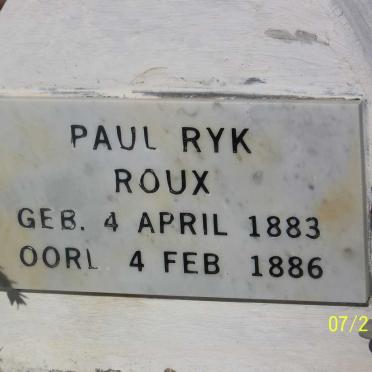 PAUL RYK
ROUX
GEB. 4 APRIL 1883
OORL 4 FEB 1886
07/2